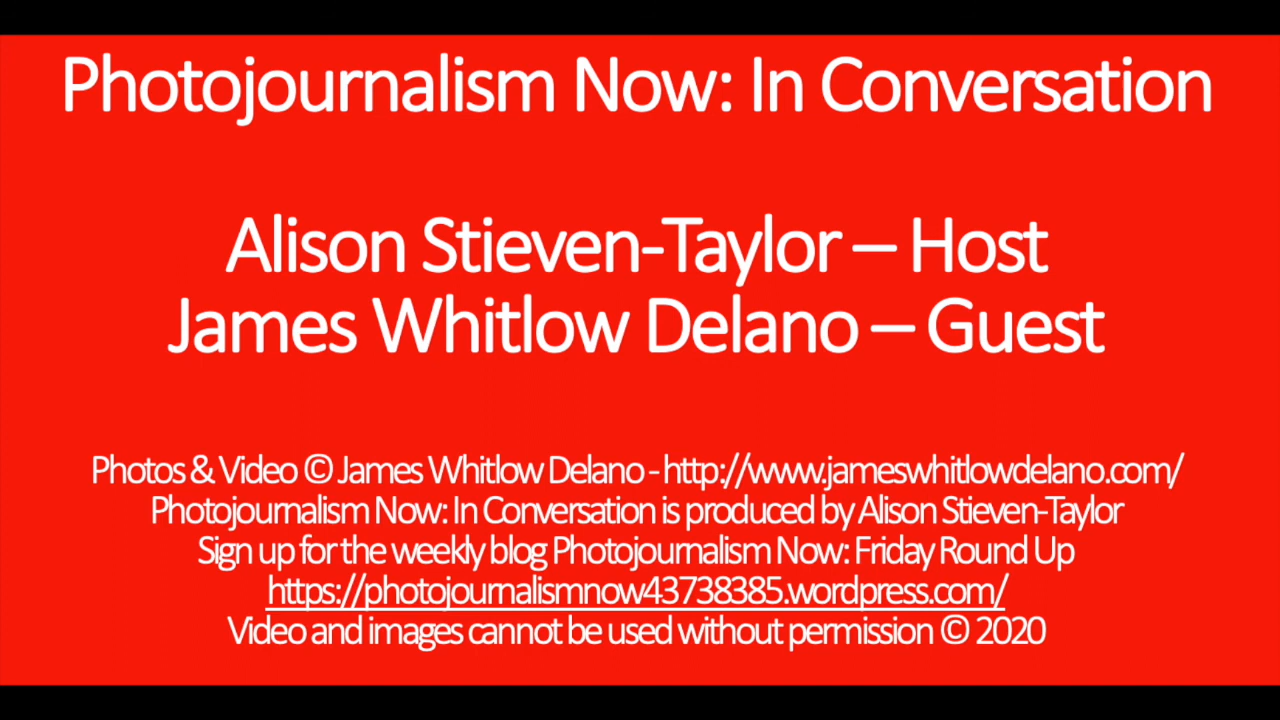 Photojournalism Now: In Conversation
Alison Stieven-Taylor – Host
James Whitlow Delano – Guest
Photos & Video © James Whitlow Delano - http://www.jameswhitlowdelano.com/
Photojournalism Now: In Conversation is produced by Alison Stieven-Taylor
Sign up for the weekly blog Photojournalism Now: Friday Round Up
https://photojournalismnow43738385.wordpress.com/
Video and images cannot be used without permission © 2020